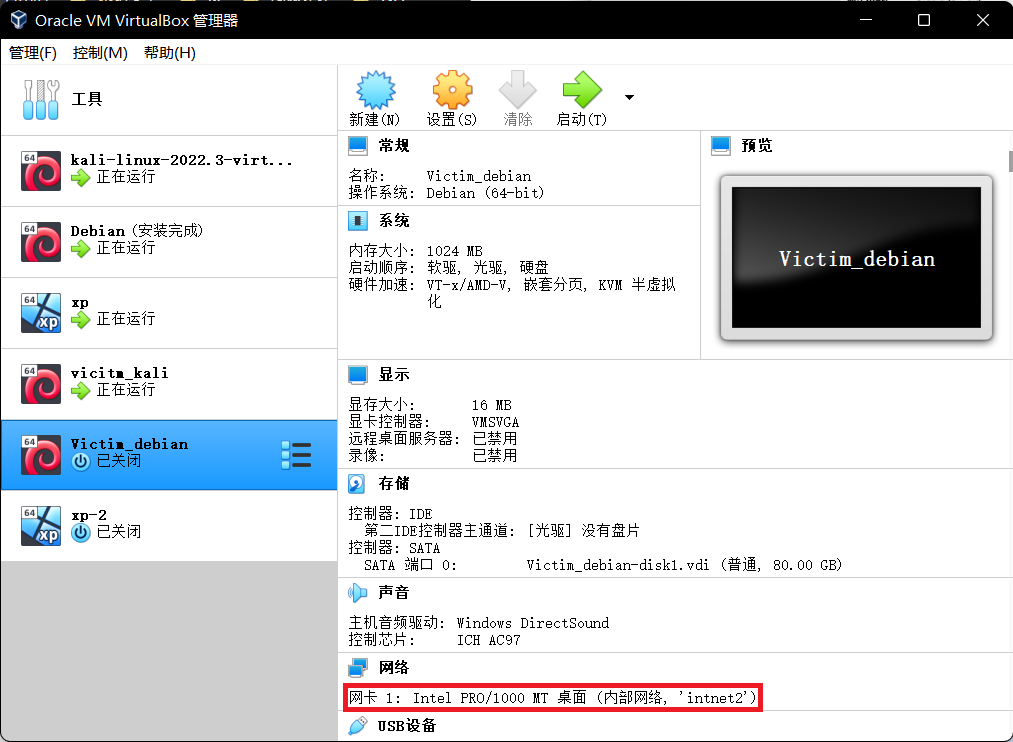 Oracle VM VirtualBox 管理器
管理(F) 控制(M) 帮助(H)
工具
64
kali-linux-2022.3-virt...
正在运行
64
Debian (安装完成)
正在运行
64
xp
xp
正在运行
64
vicitm_kali
正在运行
64
Victim_debian
已关闭
64
xp
xp-2
已关闭
新建(N) 设置(S) 清除 启动(T)
常规
名称: Victim_debian
操作系统: Debian (64-bit)
系统
内存大小: 1024 MB
启动顺序: 软驱, 光驱, 硬盘
硬件加速: VT-x/AMD-V, 嵌套分页, KVM 半虚拟
化
预览
Victim_debian
显示
显存大小: 16 MB
显卡控制器: VMSVGA
远程桌面服务器: 已禁用
录像: 已禁用
存储
控制器: IDE
第二IDE控制器主通道: [光驱] 没有盘片
控制器: SATA
SATA 端口 0: Victim_debian-disk1.vdi (普通, 80.00 GB)
声音
主机音频驱动: Windows DirectSound
控制芯片: ICH AC97
网络
网卡 1: Intel PRO/1000 MT 桌面 (内部网络, 'intnet2')
USB设备